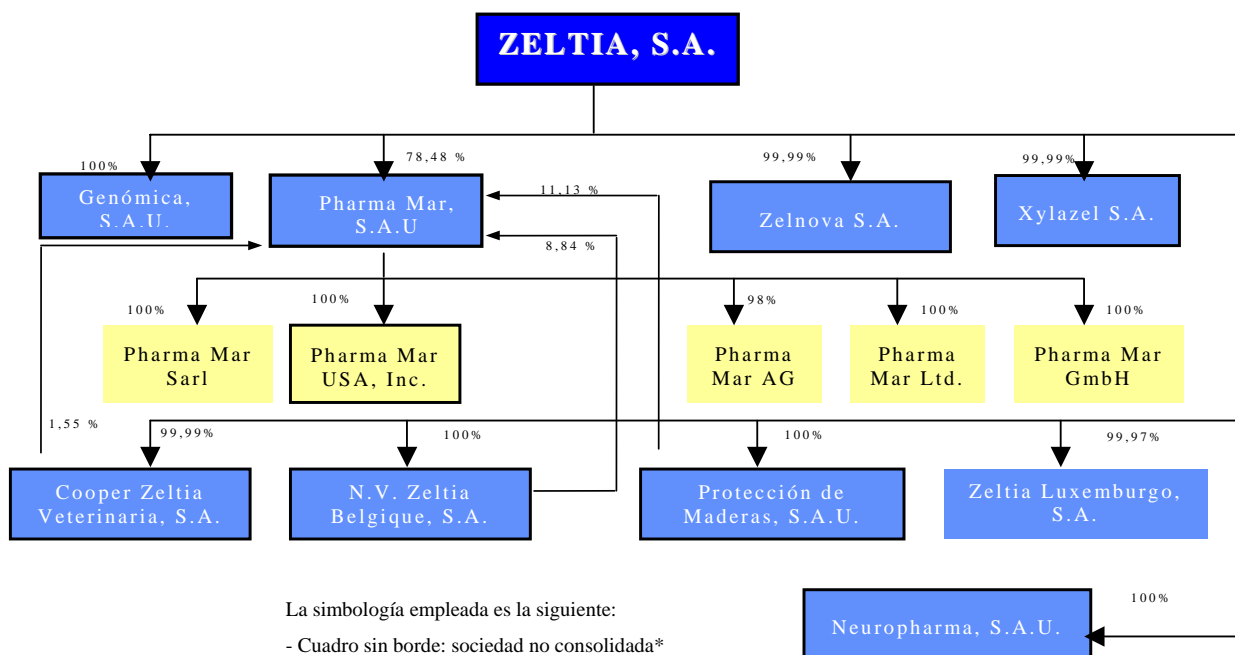 ZELTIA, S.A.
100%
78,48 %
99,99%
99,99%
Genómica,
S.A.U.
Pharma Mar,
S.A.U
11,13 %
8,84 %
Zelnova S.A.
Xylazel S.A.
100%
100%
98%
100%
100%
Pharma Mar
Sarl
Pharma Mar
USA, Inc.
Pharma
Mar AG
Pharma
Mar Ltd.
Pharma Mar
GmbH
1,55 %
99,99%
100%
100%
99,97%
Cooper Zeltia
Veterinaria, S.A.
N.V. Zeltia
Belgique, S.A.
Protección de
Maderas, S.A.U.
Zeltia Luxemburgo,
S.A.
La simbología empleada es la siguiente:
- Cuadro sin borde: sociedad no consolidada*
100%
Neuropharma, S.A.U.